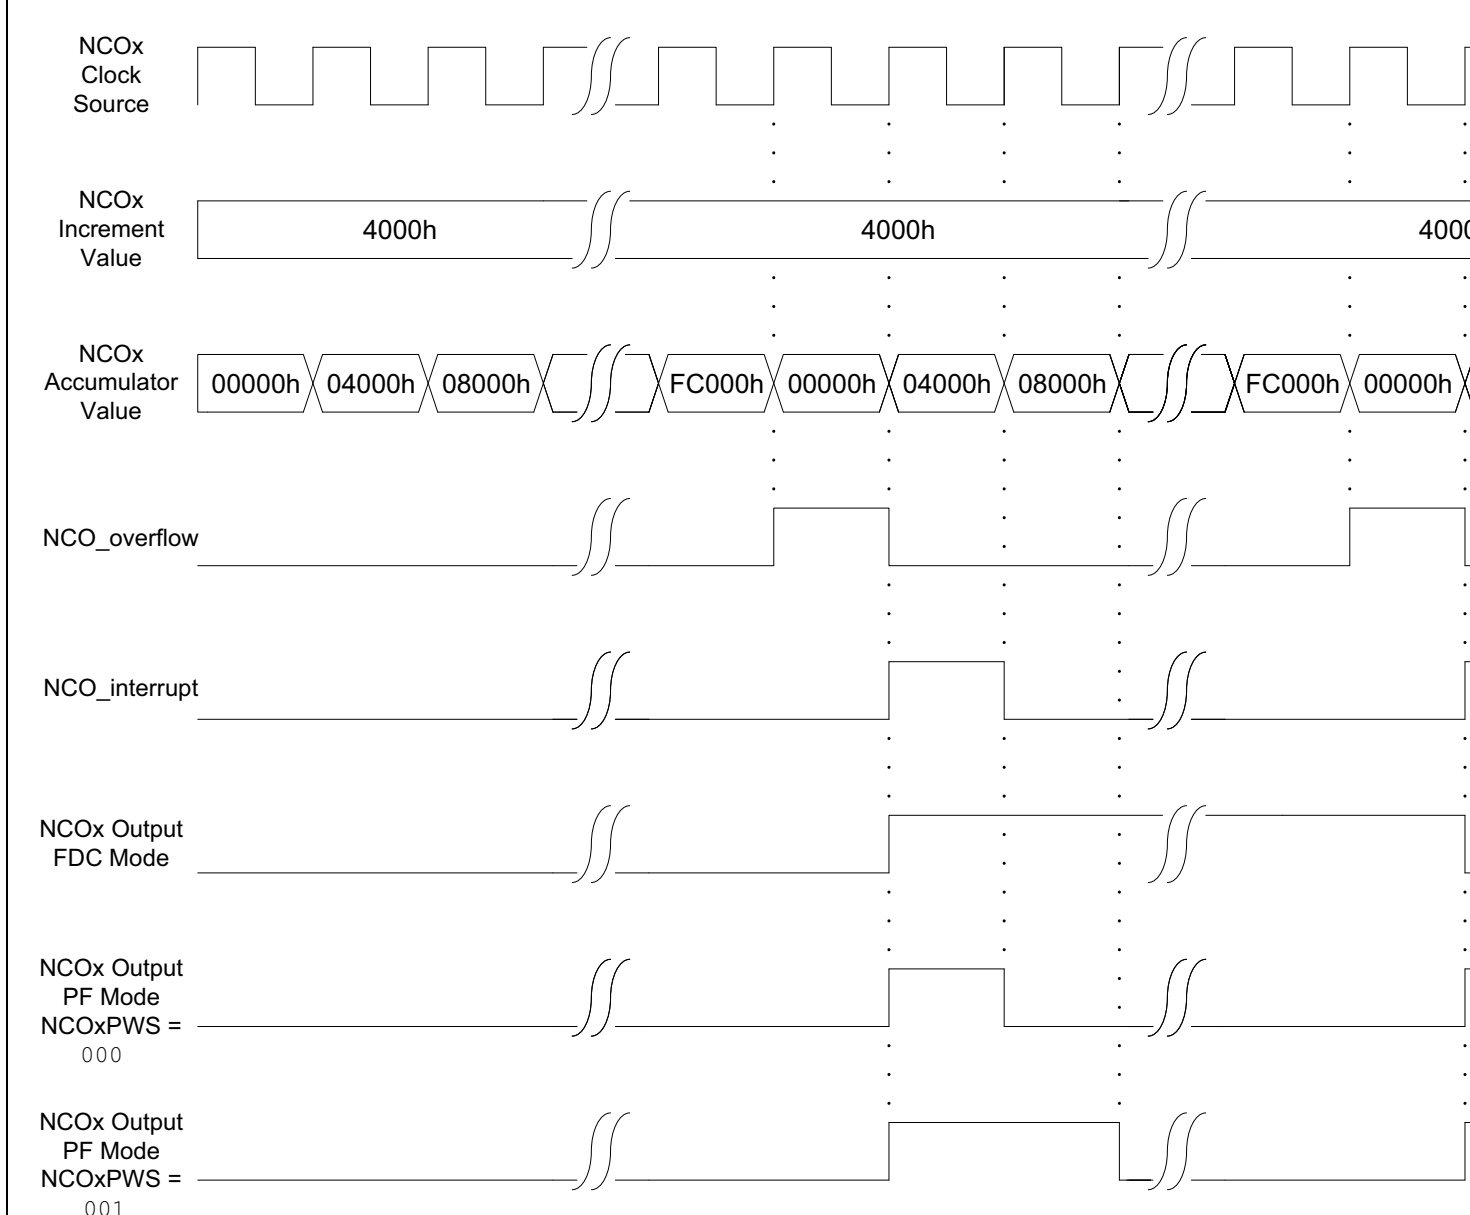 NCOx
Clock
Source
NCOx
Increment
Value
4000h
4000h
400
NCOx
Accumulator
Value
00000h
04000h
08000h
FC000h
00000h
04000h
08000h
FC000h
00000h
NCO_overflow
NCO_interrupt
NCOx Output
FDC Mode
NCOx Output
PF Mode
NCOxPWS =
000
NCOx Output
PF Mode
NCOxPWS =
001